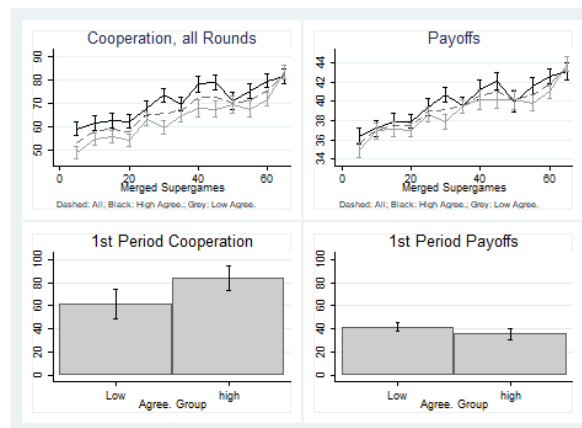 Cooperation, all Rounds
90
80
70
60
50
0
20
40
60
Merged Supergames
Dashed: All; Black: High Agree.; Grey: Low Agree.
Payoffs
44
42
40
38
36
34
0
20
40
60
Merged Supergames
Dashed: All; Black: High Agree.; Grey: Low Agree.
1st Period Cooperation
100
80
60
40
20
0
Low
high
Agree. Group
1st Period Payoffs
100
80
60
40
20
0
Low
high
Agree. Group